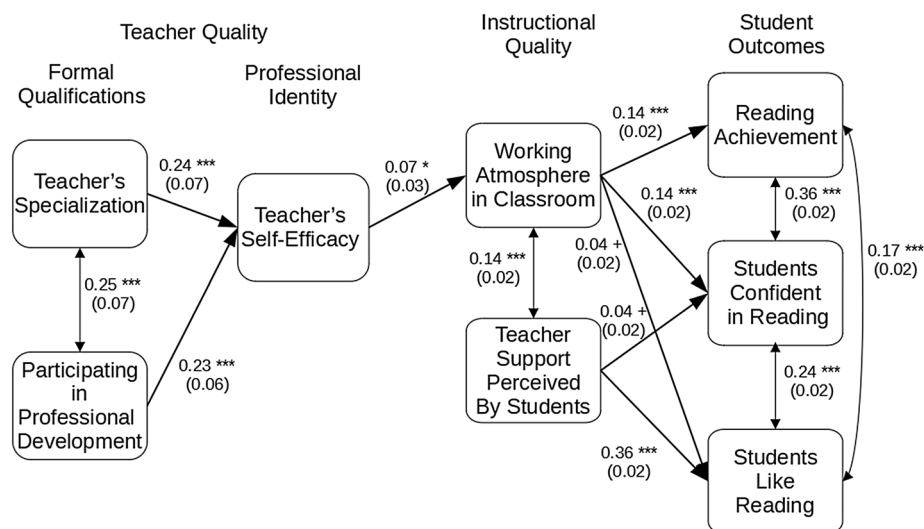 Teacher Quality
Instructional
Quality
Student
Outcomes
Formal
Qualifications
Professional
Identity
Teacher's
Specialization
0.24 ***
(0.07)
Teacher's
Self-Efficacy
0.07 *
(0.03)
Working
Atmosphere
in Classroom
0.14 ***
(0.02)
Reading
Achievement
0.25 ***
(0.07)
0.14 ***
(0.02)
0.14 ***
(0.02)
0.04 +
(0.02)
0.36 ***
(0.02)
0.17 ***
(0.02)
Students
Confident
in Reading
Participating
in
Professional
Development
0.23 ***
(0.06)
Teacher
Support
Perceived
By Students
0.04 +
(0.02)
0.24 ***
(0.02)
0.36 ***
(0.02)
Students
Like
Reading